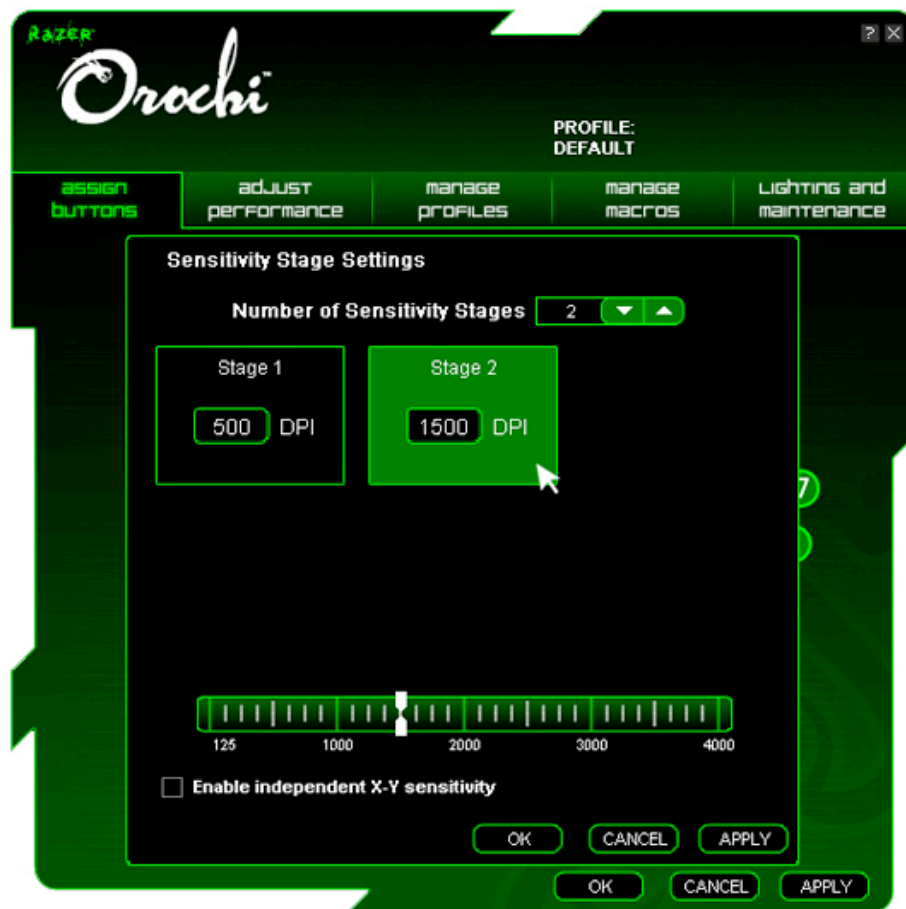 RAZER
Orochi™
? X
PROFILE:
DEFAULT
assign buttons
adjust performance
manage profiles
manage macros
Lighting and maintenance
Sensitivity Stage Settings
Number of Sensitivity Stages 2
Stage 1
Stage 2
500 DPI
1500 DPI
7
125 1000 2000 3000 4000
Enable independent X-Y sensitivity
OK CANCEL APPLY
OK CANCEL APPLY